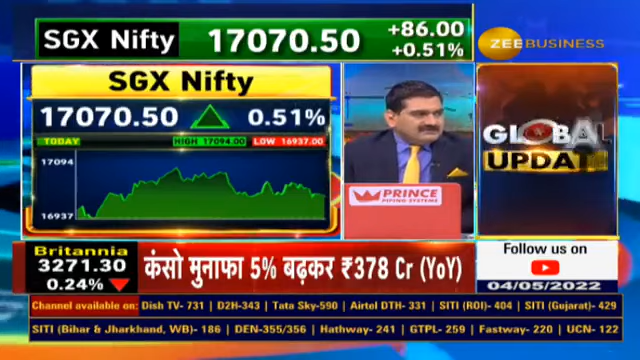 SGX Nifty
17070.50
+86.00
+0.51%
ZEE BUSINESS
SGX Nifty
17070.50 0.51%
TODAY HIGH 17094.00 LOW 16937.00
17094
16937
PRINCE
PIPING SYSTEMS
GLOBAL
UPDAT
Britannia
3271.30
0.24%
कंसो मुनाफा 5% बढ़कर ₹378 Cr (YoY)
Follow us on
04/05/2022
Channel available on: Dish TV- 731 | D2H-343 | Tata Sky-590 | Airtel DTH- 331 | SITI (ROI)- 404 | SITI (Gujarat)- 429
SITI (Bihar & Jharkhand, WB)- 186 | DEN-355/356 | Hathway- 241 | GTPL- 259 | Fastway- 220 | UCN- 122